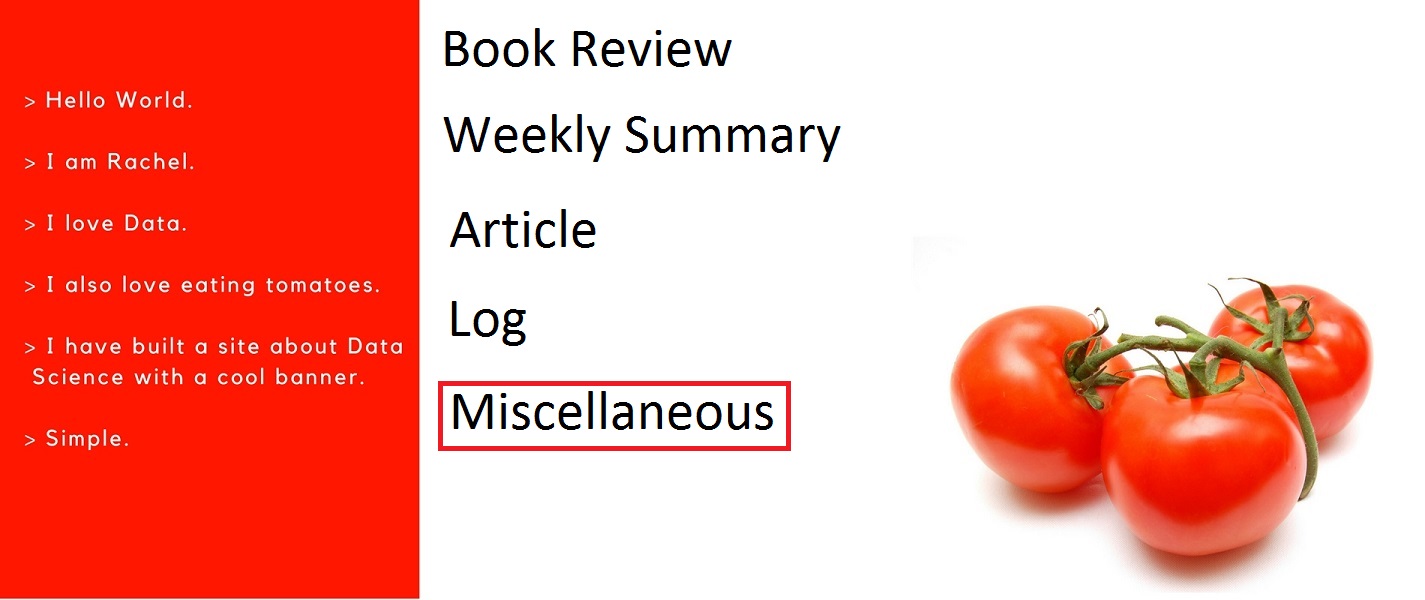 > Hello World.
> I am Rachel.
> I love Data.
> I also love eating tomatoes.
> I have built a site about Data
Science with a cool banner.
> Simple.
Book Review
Weekly Summary
Article
Log
Miscellaneous